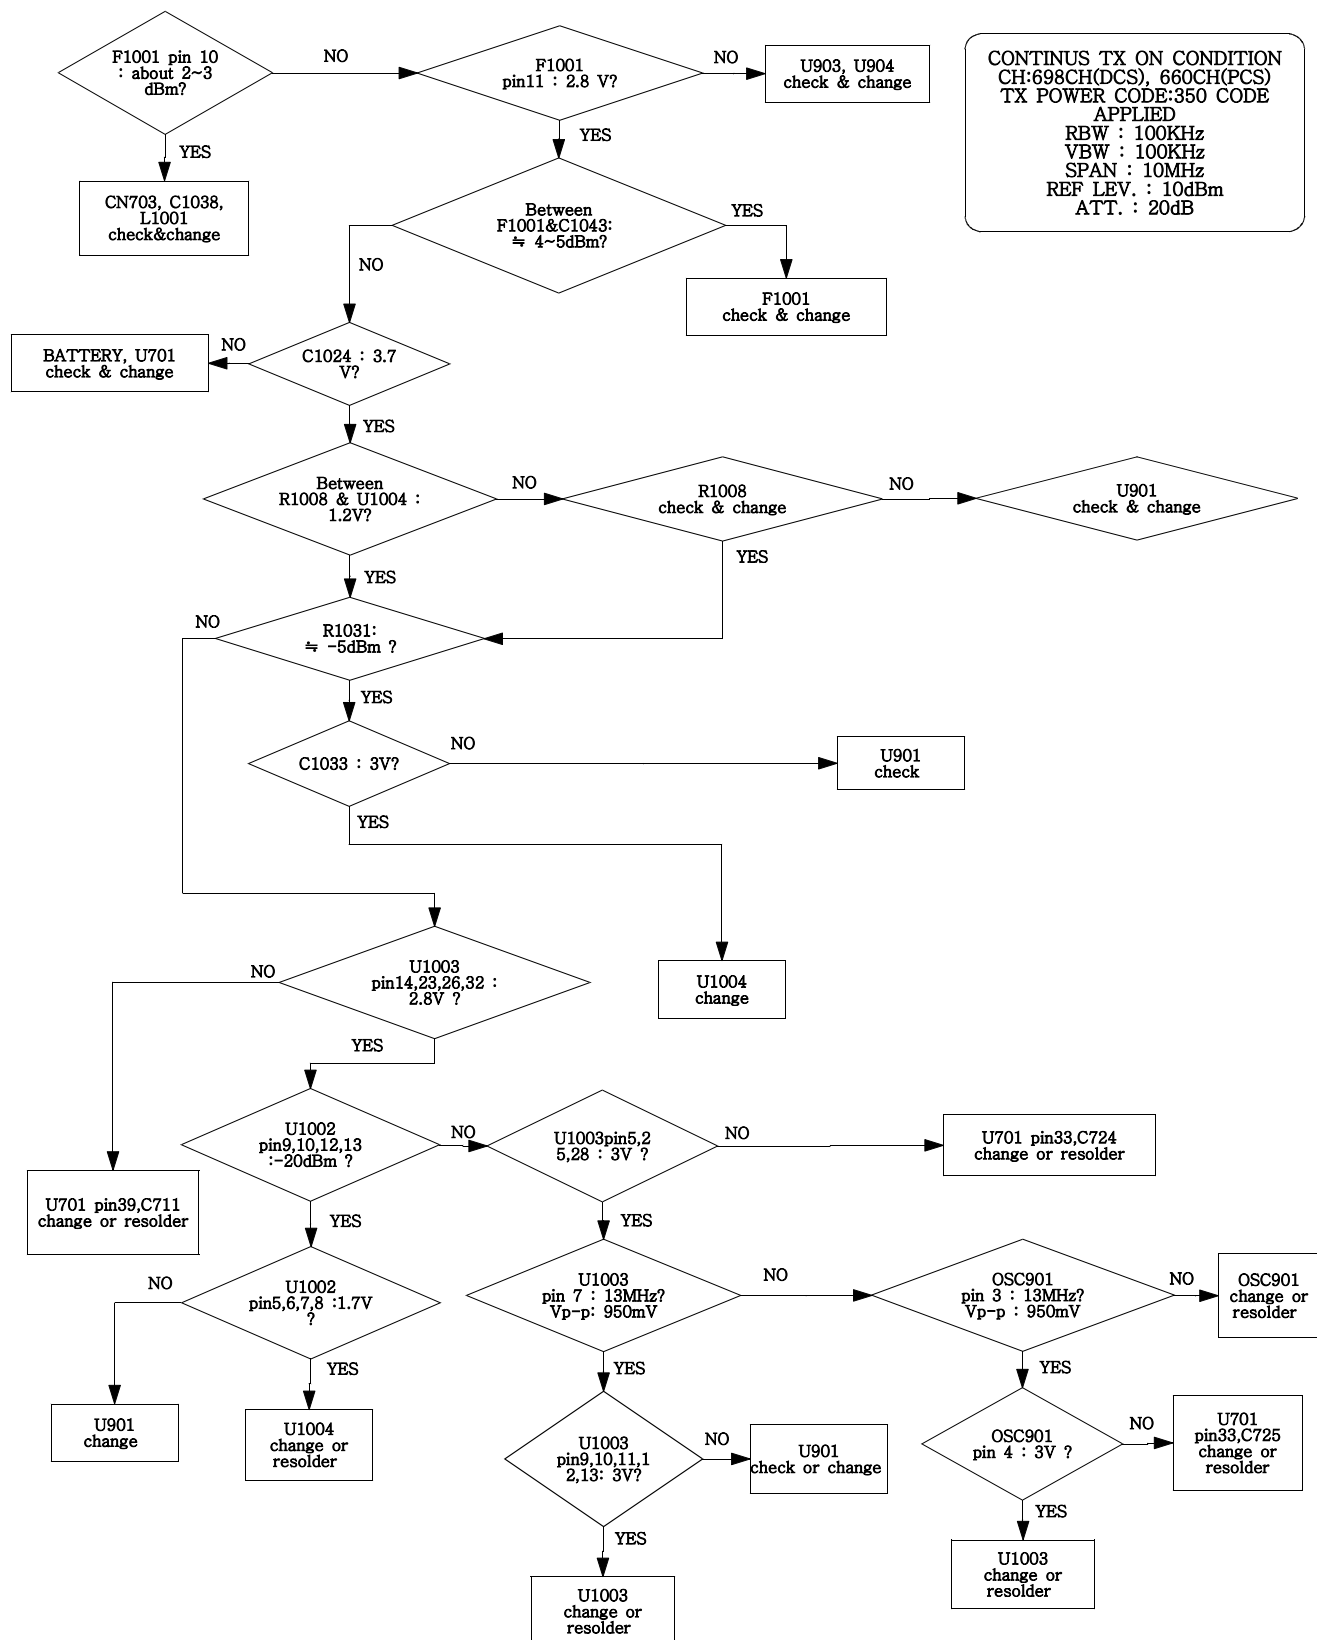 F1001 pin 10
: about 2~3
dBm?
NO
F1001
pin11 : 2.8 V?
NO
U903, U904
check & change
CONTINUS TX ON CONDITION
CH:698CH(DCS), 660CH(PCS)
TX POWER CODE:350 CODE
APPLIED
RBW : 100KHz
VBW : 100KHz
SPAN : 10MHz
REF LEV. : 10dBm
ATT. : 20dB
YES
YES
CN703, C1038,
L1001
check&change
Between
F1001&C1043:
≒ 4~5dBm?
YES
NO
F1001
check & change
BATTERY, U701
check & change
NO
C1024 : 3.7
V?
YES
Between
R1008 & U1004 :
1.2V?
NO
R1008
check & change
NO
U901
check & change
YES
YES
NO
R1031:
≒ -5dBm ?
YES
C1033 : 3V?
NO
U901
check
YES
U1003
pin14,23,26,32 :
2.8V ?
NO
U1004
change
YES
U1002
pin9,10,12,13
:-20dBm ?
NO
U1003pin5,2
5,28 : 3V ?
NO
U701 pin33,C724
change or resolder
U701 pin39,C711
change or resolder
YES
YES
NO
U1002
pin5,6,7,8 :1.7V
?
U1003
pin 7 : 13MHz?
Vp-p: 950mV
NO
OSC901
pin 3 : 13MHz?
Vp-p : 950mV
NO
OSC901
change or
resolder
YES
YES
YES
U901
change
U1004
change or
resolder
U1003
pin9,10,11,1
2,13: 3V?
NO
U901
check or change
OSC901
pin 4 : 3V ?
NO
U701
pin33,C725
change or
resolder
YES
YES
U1003
change or
resolder
U1003
change or
resolder